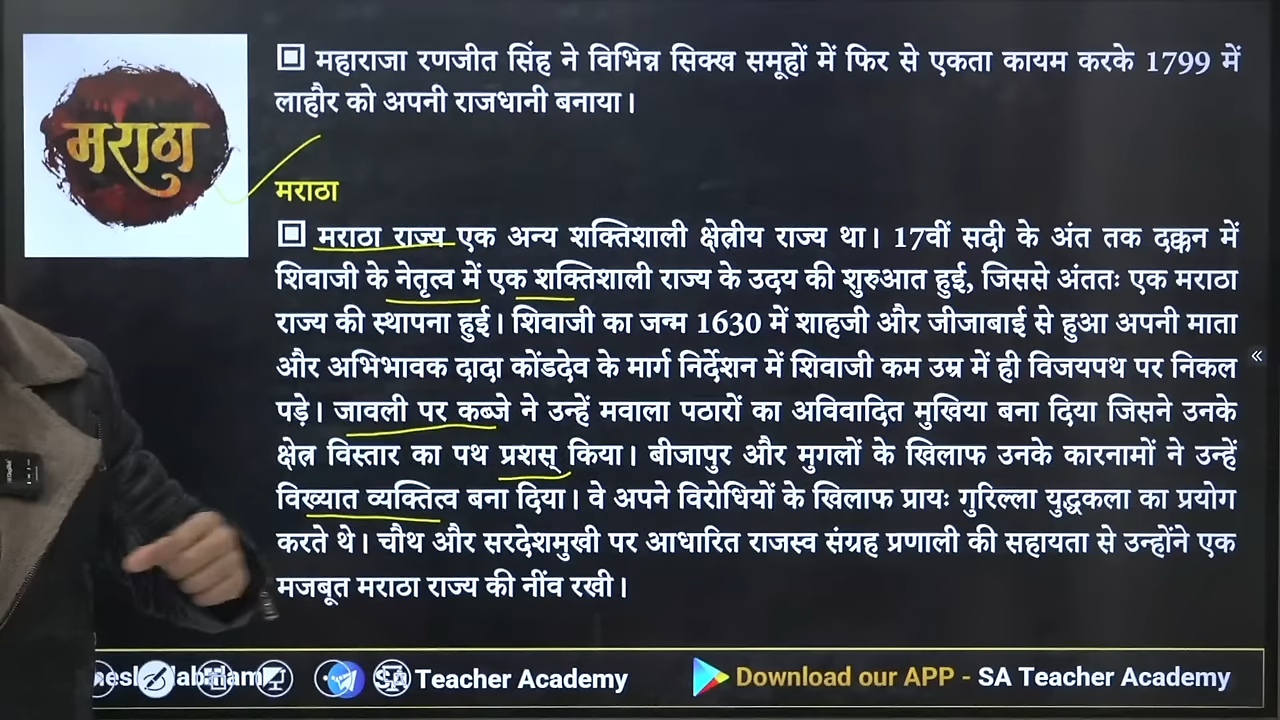 मराठा
महाराजा रणजीत सिंह ने विभिन्न सिक्ख समूहों में फिर से एकता कायम करके 1799 में
लाहौर को अपनी राजधानी बनाया।
मराठा
मराठा राज्य एक अन्य शक्तिशाली क्षेत्रीय राज्य था। 17वीं सदी के अंत तक दक्कन में
शिवाजी के नेतृत्व में एक शक्तिशाली राज्य के उदय की शुरुआत हुई, जिससे अंततः एक मराठा
राज्य की स्थापना हुई। शिवाजी का जन्म 1630 में शाहजी और जीजाबाई से हुआ अपनी माता
और अभिभावक दादा कोंडदेव के मार्ग निर्देशन में शिवाजी कम उम्र में ही विजयपथ पर निकल
पड़े। जावली पर कब्जे ने उन्हें मवाला पठारों का अविवादित मुखिया बना दिया जिसने उनके
क्षेत्र विस्तार का पथ प्रशस् किया। बीजापुर और मुगलों के खिलाफ उनके कारनामों ने उन्हें
विख्यात व्यक्तित्व बना दिया। वे अपने विरोधियों के खिलाफ प्रायः गुरिल्ला युद्धकला का प्रयोग
करते थे। चौथ और सरदेशमुखी पर आधारित राजस्व संग्रह प्रणाली की सहायता से उन्होंने एक
मजबूत मराठा राज्य की नींव रखी।
SA Teacher Academy
Download our APP - SA Teacher Academy